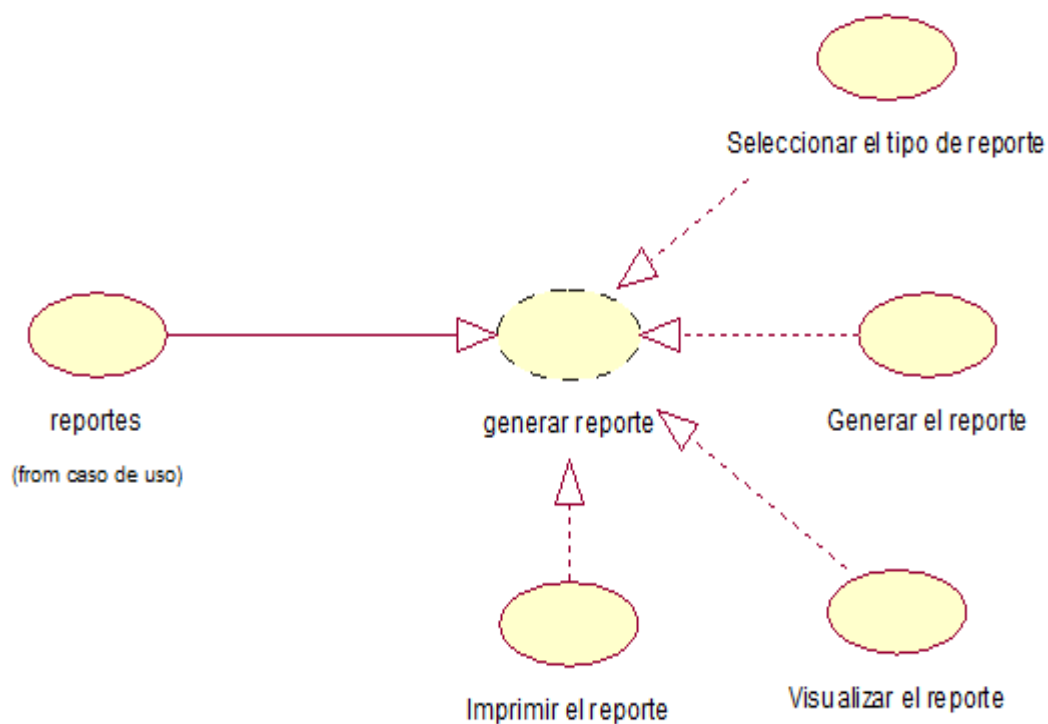 Seleccionar el tipo de reporte
reportes
(from caso de uso)
generar reporte
Generar el reporte
Imprimir el reporte
Visualizar el reporte